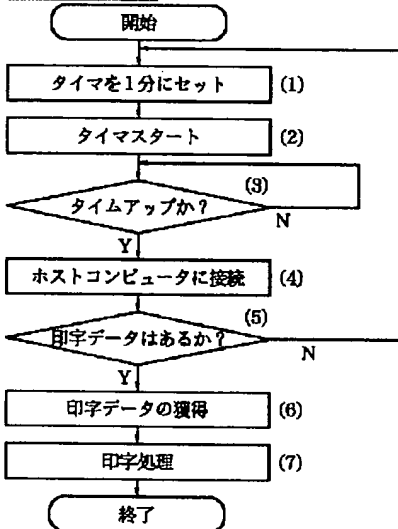 開始
タイマを1分にセット (1)
タイマスタート (2)
(3)
タイムアップか?
N
Y
ホストコンピュータに接続 (4)
(5)
印字データはあるか?
N
Y
印字データの獲得 (6)
印字処理 (7)
終了